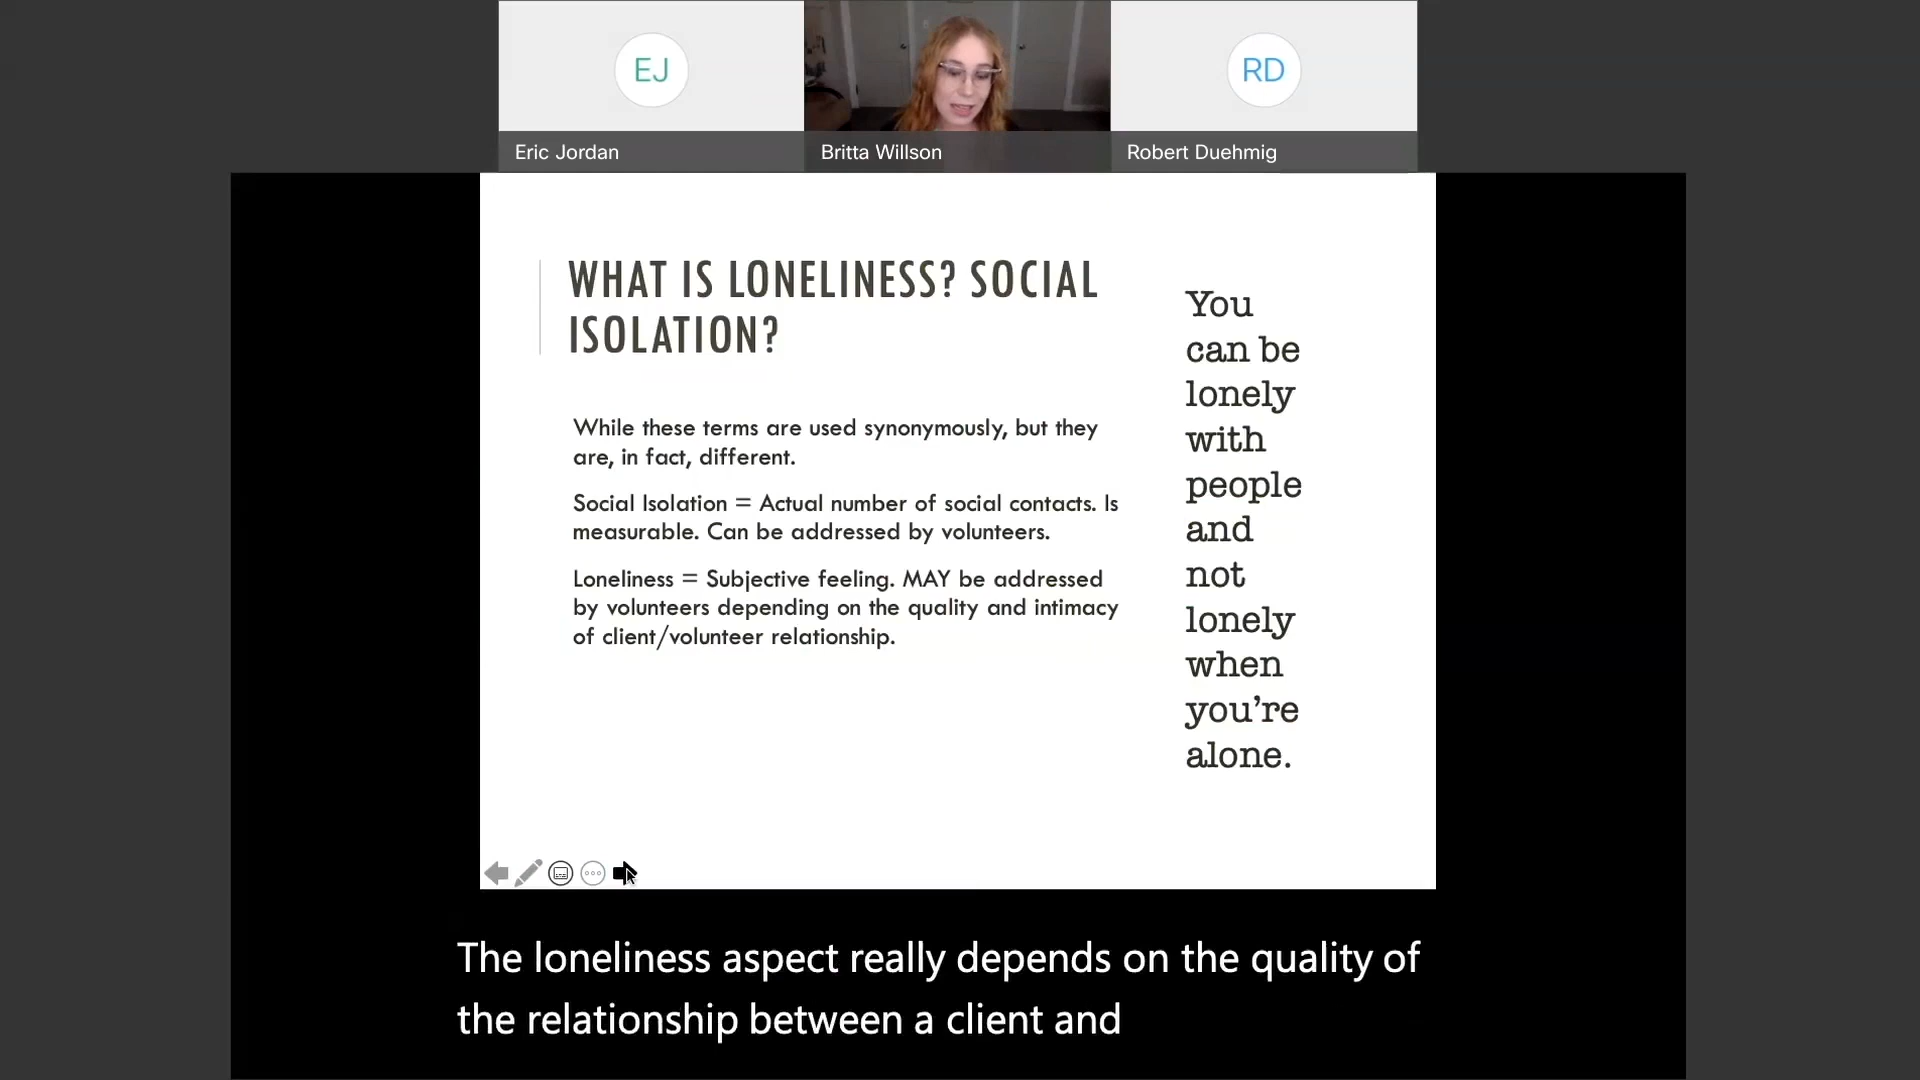 EJ
RD
Eric Jordan
Britta Willson
Robert Duehmig
WHAT IS LONELINESS? SOCIAL
ISOLATION?
While these terms are used synonymously, but they
are, in fact, different.
Social Isolation = Actual number of social contacts. Is
measurable. Can be addressed by volunteers.
Loneliness = Subjective feeling. MAY be addressed
by volunteers depending on the quality and intimacy
of client/volunteer relationship.
You
can be
lonely
with
people
and
not
lonely
when
you’re
alone.
The loneliness aspect really depends on the quality of
the relationship between a client and